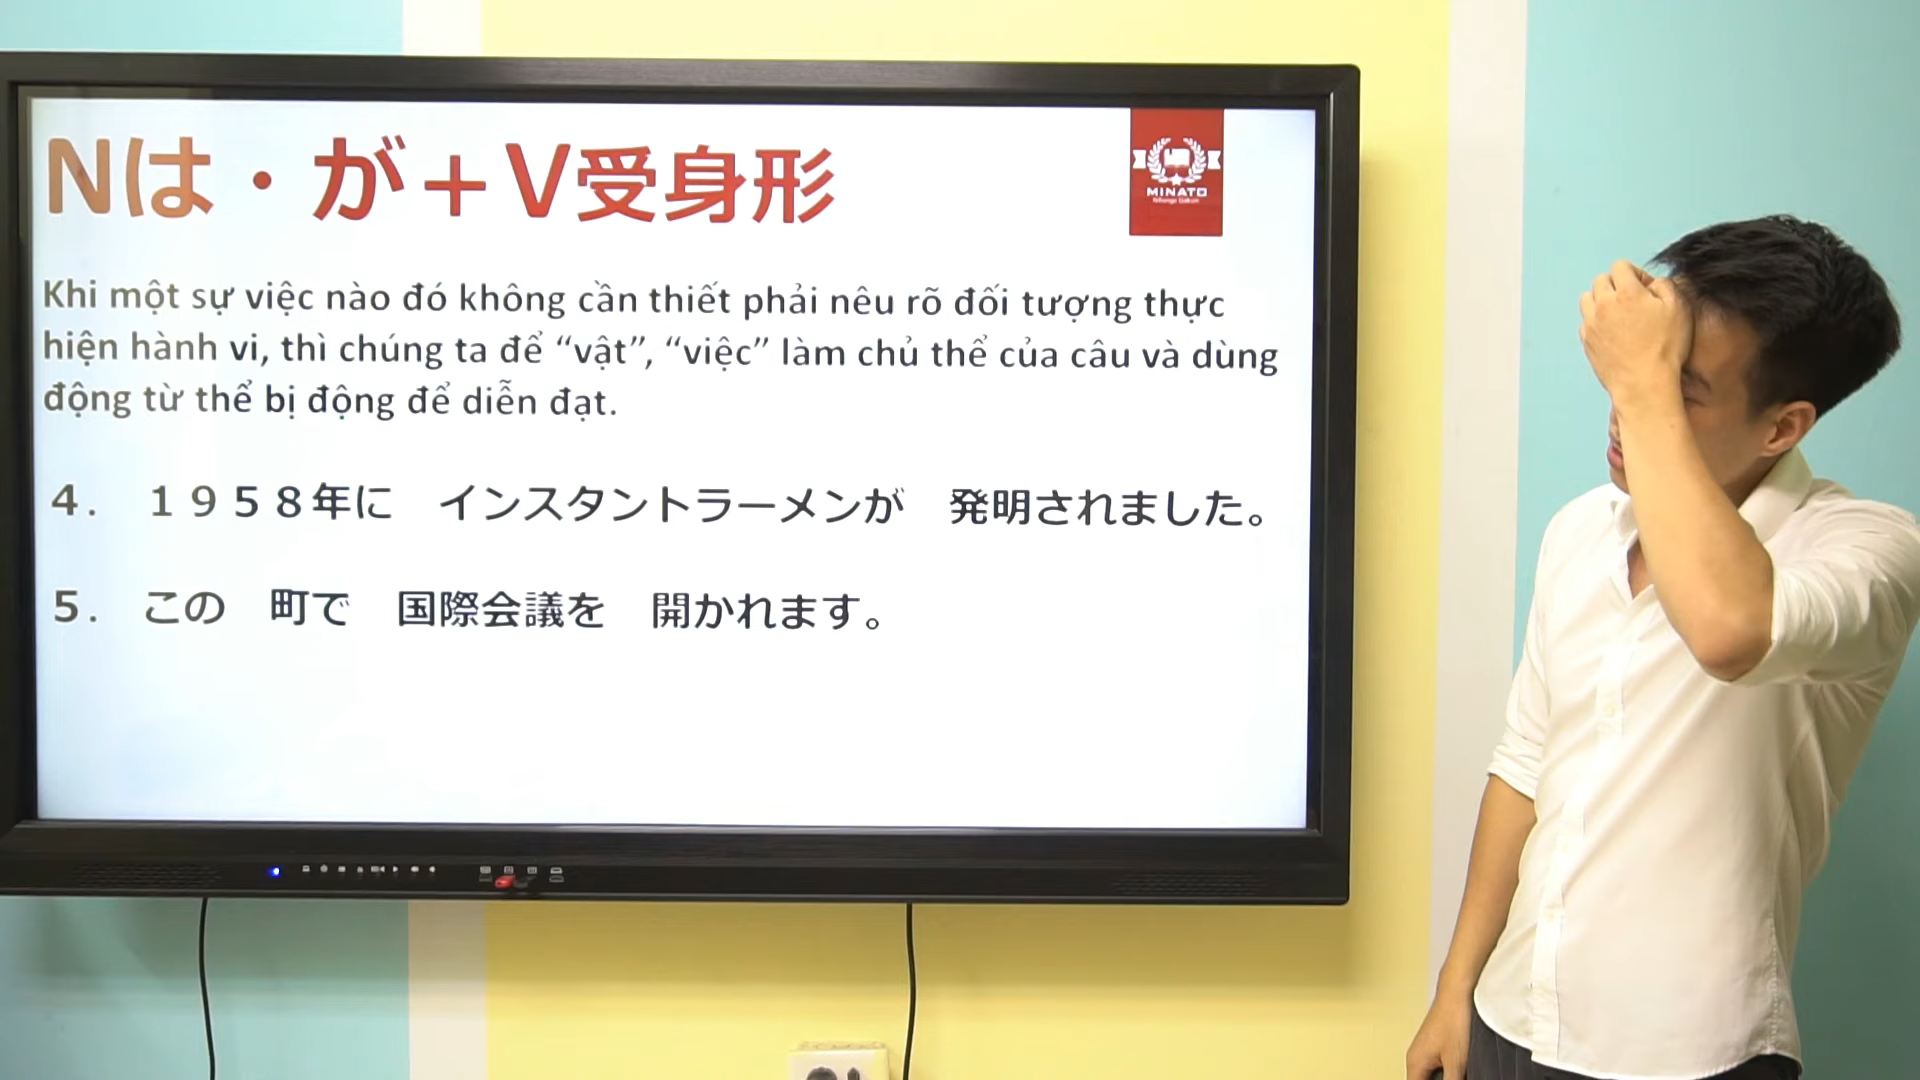 Nは・が＋V受身形
MINATO
Nihongo Gakuin
Khi một sự việc nào đó không cần thiết phải nêu rõ đối tượng thực
hiện hành vi, thì chúng ta để “vật”, “việc” làm chủ thể của câu và dùng
động từ thể bị động để diễn đạt.
４.　１９５８年に　インスタントラーメンが　発明されました。
５.　この　町で　国際会議を　開かれます。